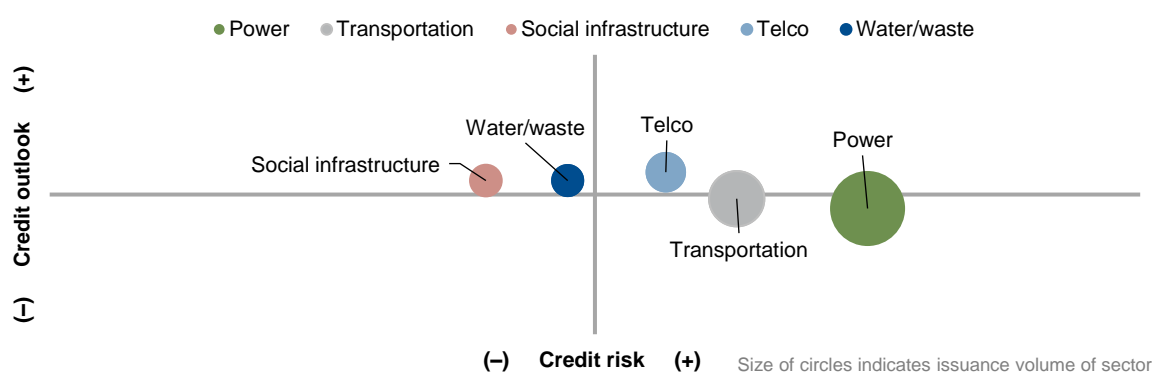 Power Transportation Social infrastructure Telco Water/waste
(+)
Credit outlook
(–)
Water/waste
Telco
Power
Social infrastructure
Transportation
(–) Credit risk (+)
Size of circles indicates issuance volume of sector